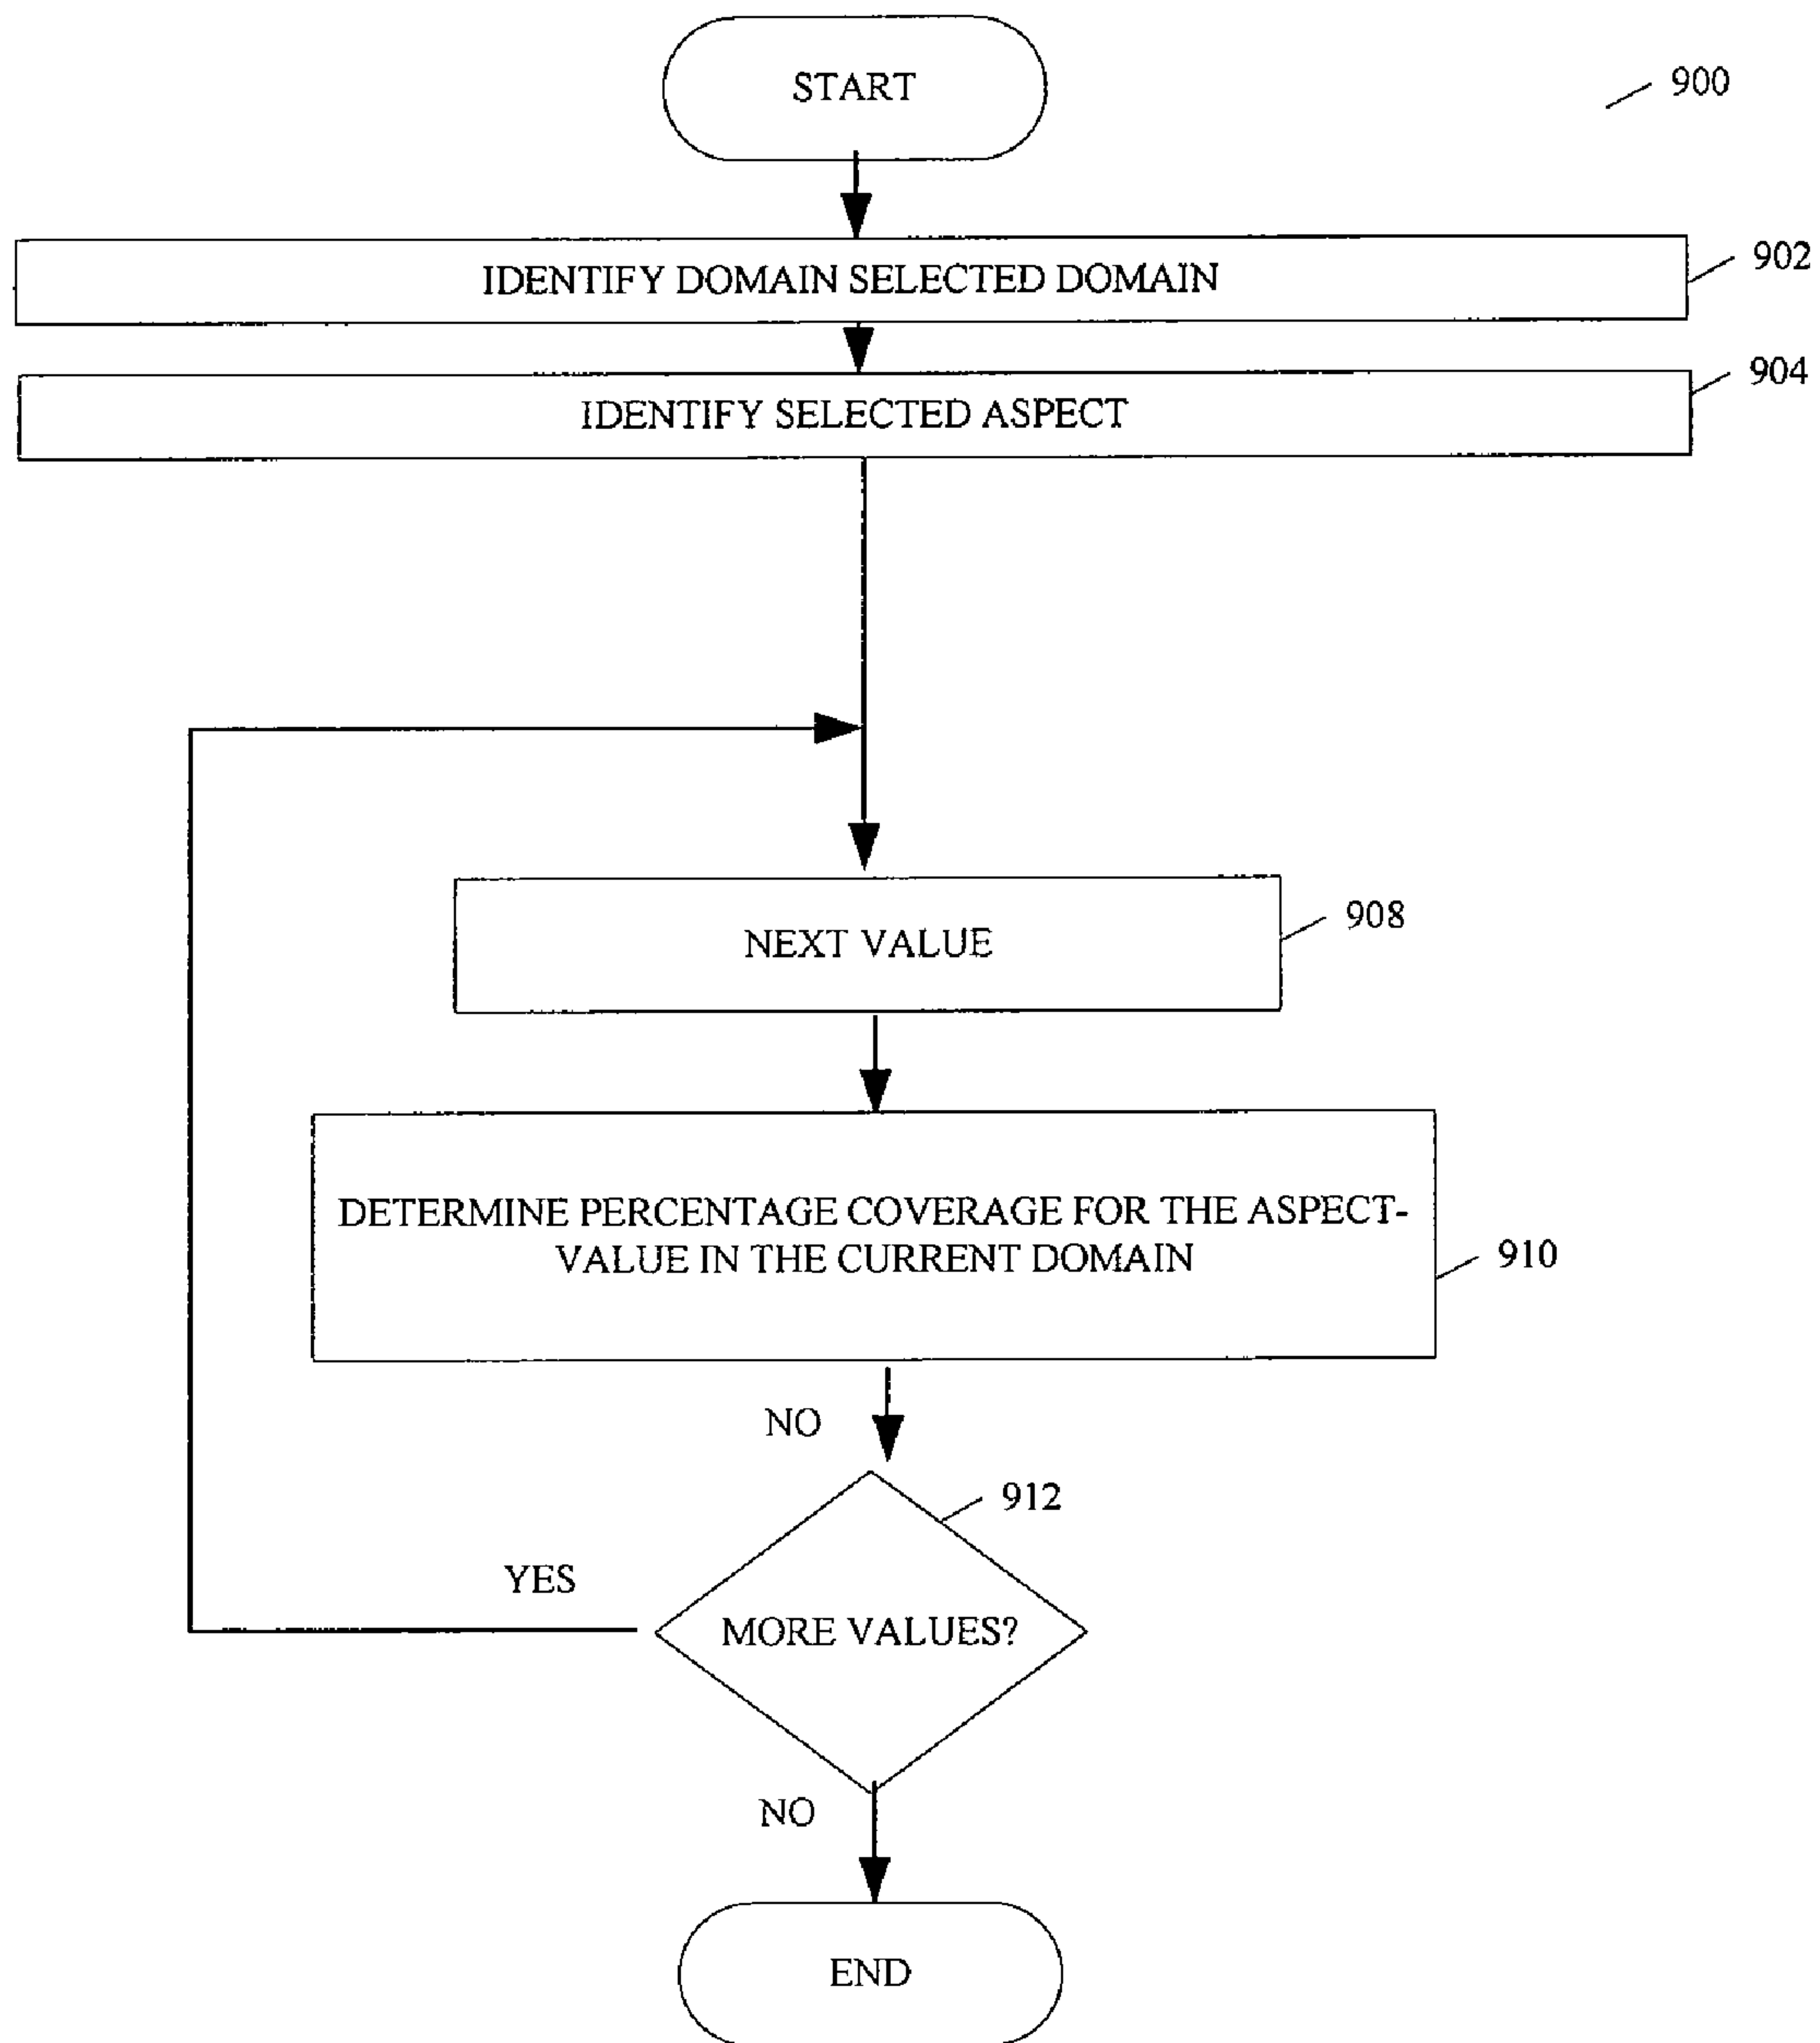 START
900
IDENTIFY DOMAIN SELECTED DOMAIN
902
IDENTIFY SELECTED ASPECT
904
NEXT VALUE
908
DETERMINE PERCENTAGE COVERAGE FOR THE ASPECT-
VALUE IN THE CURRENT DOMAIN
910
NO
912
YES
MORE VALUES?
NO
END